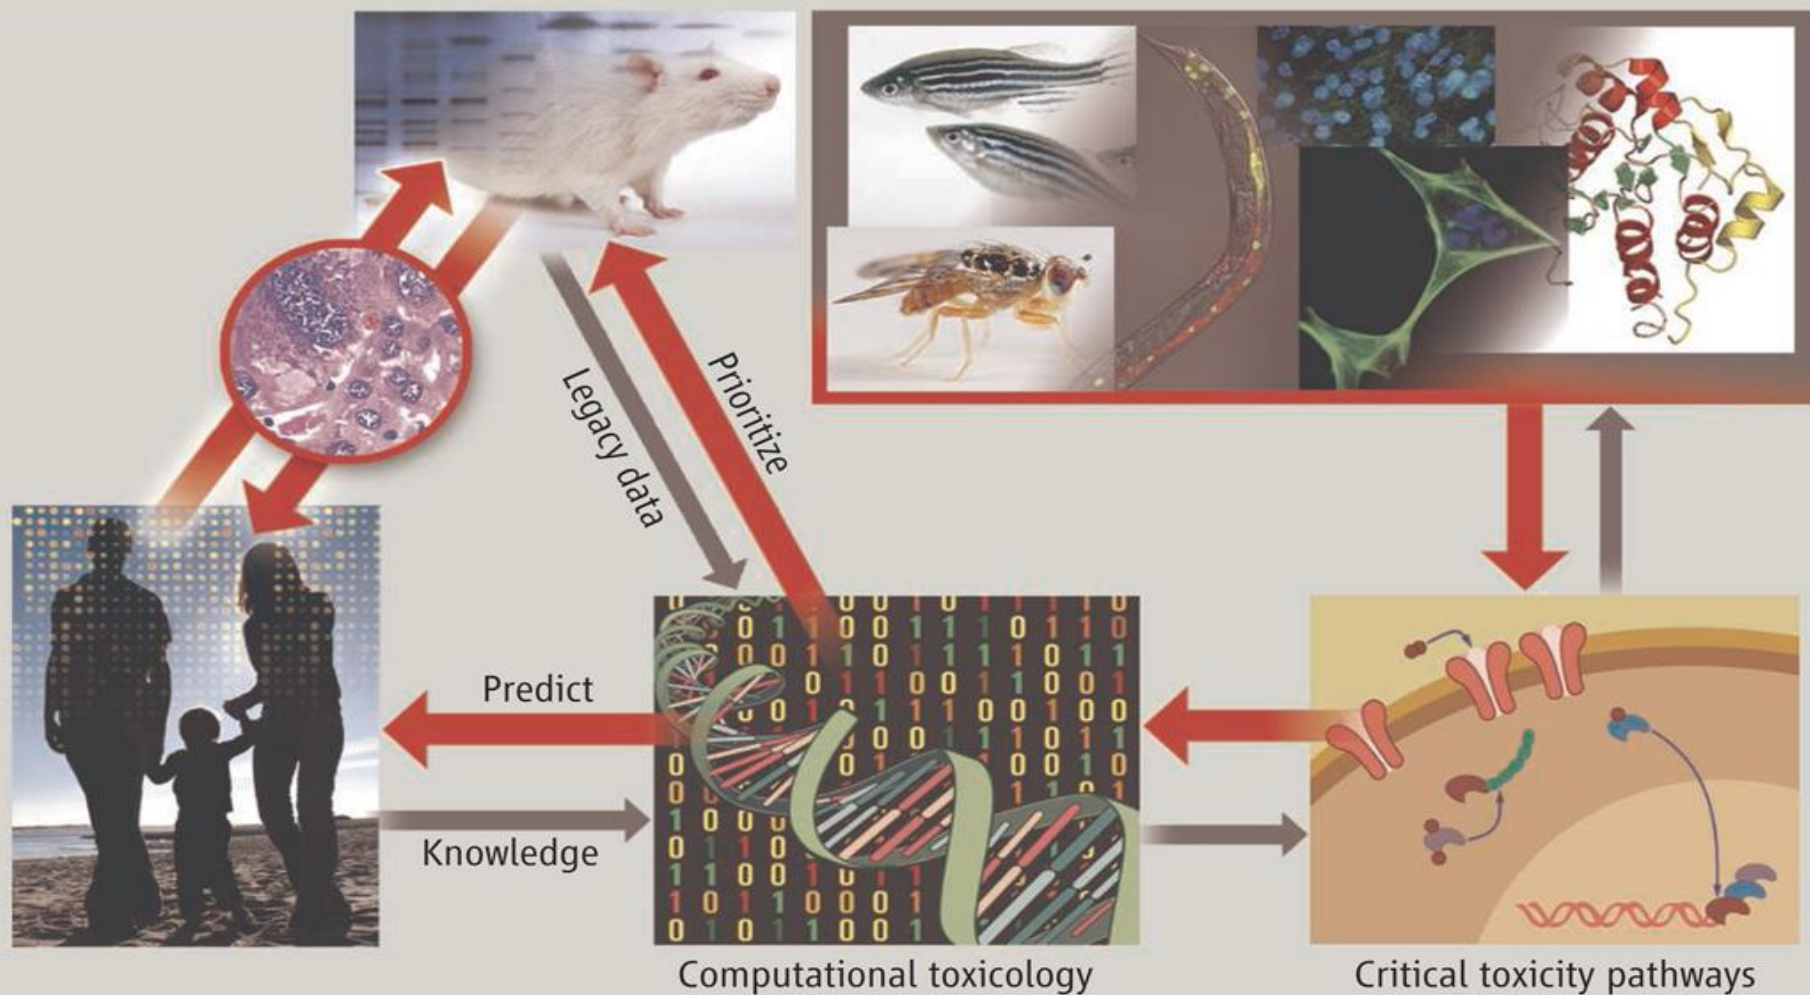 Legacy data
Prioritize
Predict
Knowledge
Computational toxicology
Critical toxicity pathways